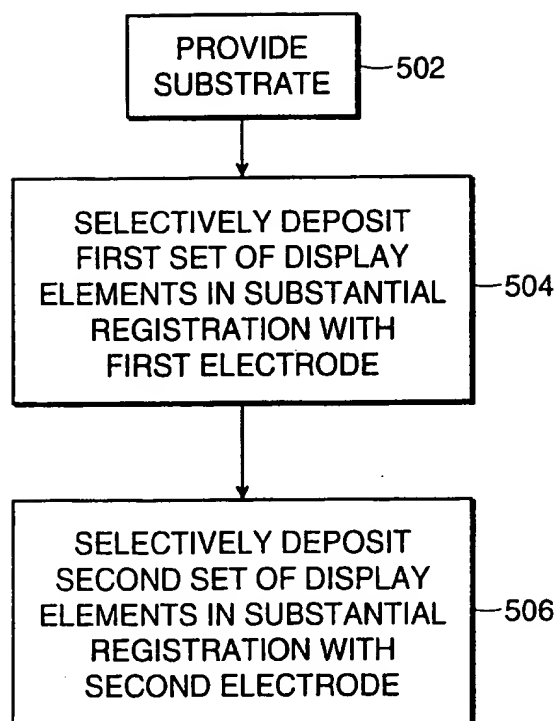 PROVIDE
SUBSTRATE
502
SELECTIVELY DEPOSIT
FIRST SET OF DISPLAY
ELEMENTS IN SUBSTANTIAL
REGISTRATION WITH
FIRST ELECTRODE
504
SELECTIVELY DEPOSIT
SECOND SET OF DISPLAY
ELEMENTS IN SUBSTANTIAL
REGISTRATION WITH
SECOND ELECTRODE
506